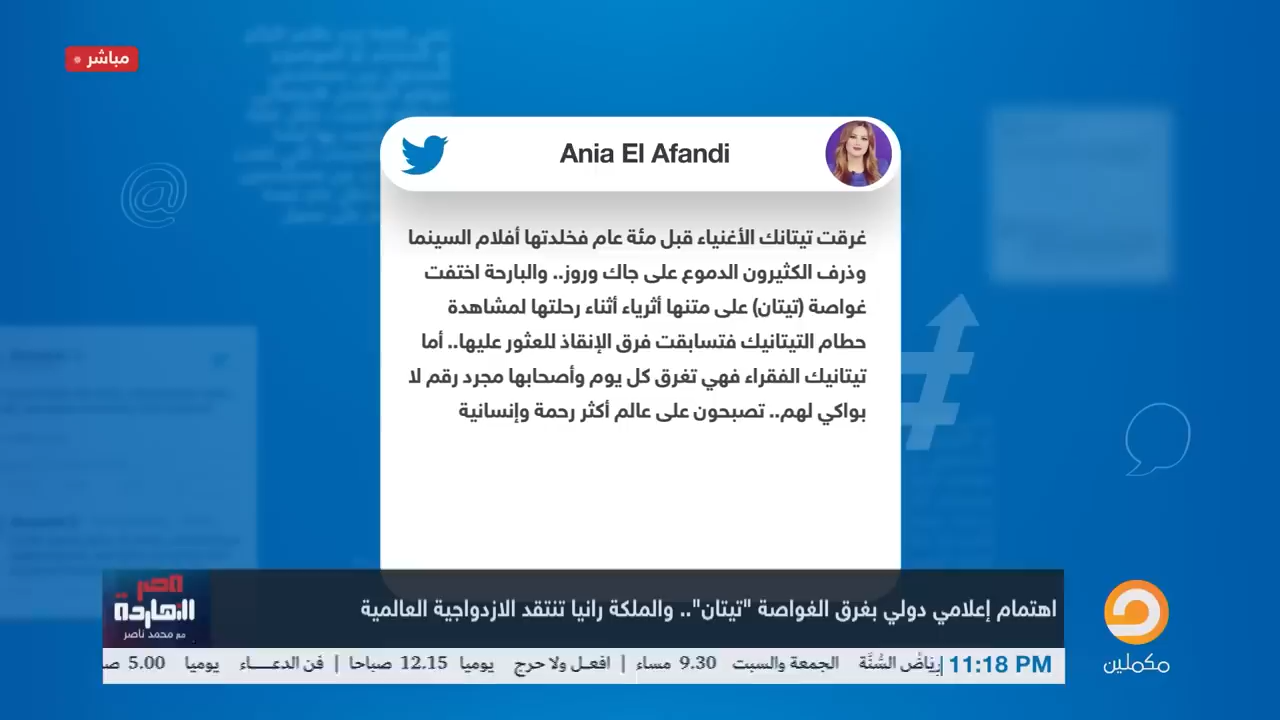 مباشر
Ania El Afandi
غرقت تيتانك الأغنياء قبل مئة عام فخلدتها أفلام السينما
وذرف الكثيرون الدموع على جاك وروز.. والبارحة اختفت
غواصة (تيتان) على متنها أثرياء أثناء رحلتها لمشاهدة
حطام التيتانيك فتسابقت فرق الإنقاذ للعثور عليها.. أما
تيتانيك الفقراء فهي تغرق كل يوم وأصحابها مجرد رقم لا
بواكي لهم.. تصبحون على عالم أكثر رحمة وإنسانية
مصر
النهاردة
مع محمد ناصر
اهتمام إعلامي دولي بغرق الغواصة "تيتان".. والملكة رانيا تنتقد الازدواجية العالمية
11:18 PM
رياضُ السُّنَّة الجمعة والسبت 9.30 مساء | افعـل ولا حرج يوميا 12.15 صباحا | فن الدعـــاء يوميا 5.00 صـ
مكملين